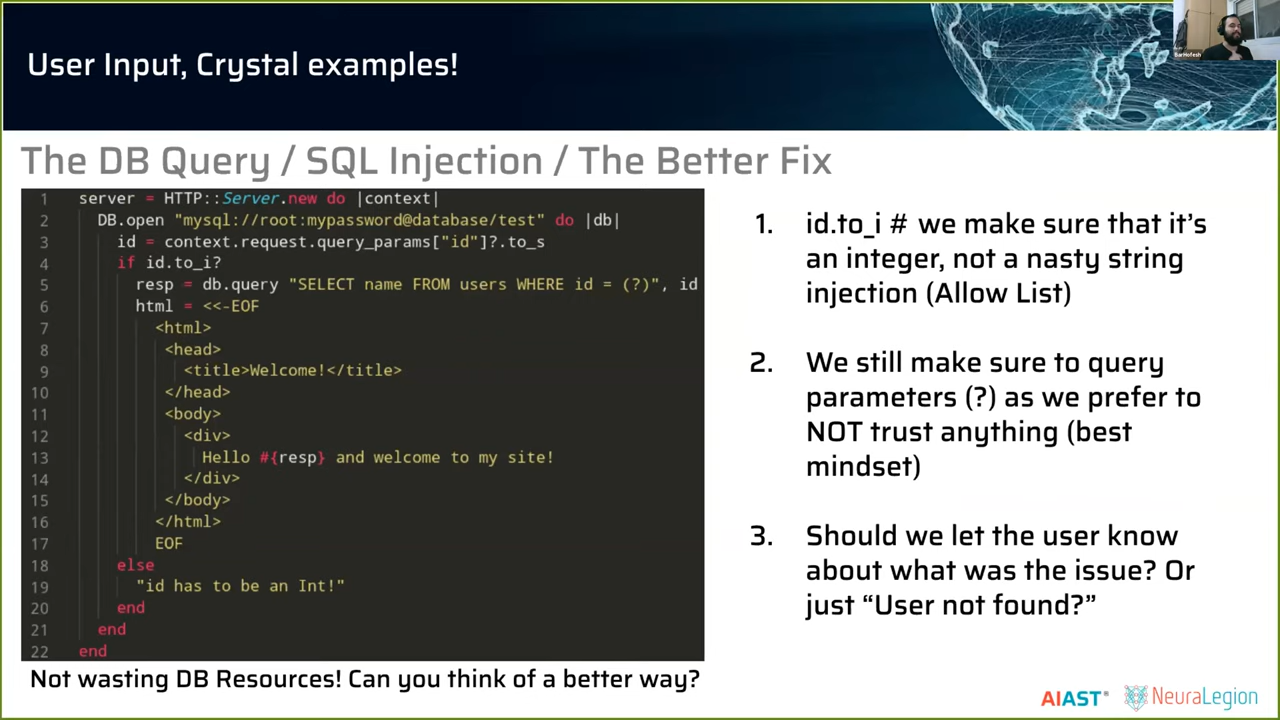 User Input, Crystal examples!
BarHofesh
The DB Query / SQL Injection / The Better Fix
1 server = HTTP::Server.new do |context|
2 DB.open "mysql://root:mypassword@database/test" do |db|
3 id = context.request.query_params["id"]?.to_s
4 if id.to_i?
5 resp = db.query "SELECT name FROM users WHERE id = (?)", id
6 html = <<-EOF
7 <html>
8 <head>
9 <title>Welcome!</title>
10 </head>
11 <body>
12 <div>
13 Hello #{resp} and welcome to my site!
14 </div>
15 </body>
16 </html>
17 EOF
18 else
19 "id has to be an Int!"
20 end
21 end
22 end
Not wasting DB Resources! Can you think of a better way?
1. id.to_i # we make sure that it's
an integer, not a nasty string
injection (Allow List)
2. We still make sure to query
parameters (?) as we prefer to
NOT trust anything (best
mindset)
3. Should we let the user know
about what was the issue? Or
just “User not found?”
AIAST®
NeuraLegion